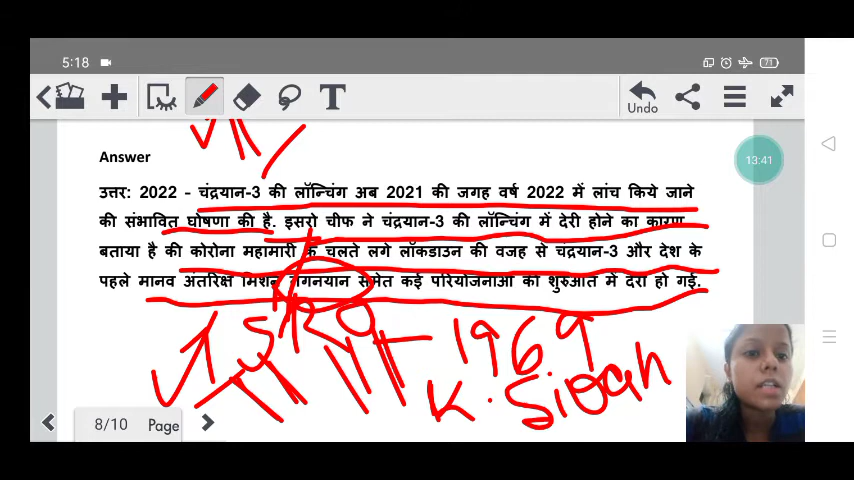 5:18
71
T
Undo
13:41
Answer
उत्तर: 2022 - चंद्रयान-3 की लॉन्चिंग अब 2021 की जगह वर्ष 2022 में लांच किये जाने
की संभावित घोषणा की है. इसरो चीफ ने चंद्रयान-3 की लॉन्चिंग में देरी होने का कारण
बताया है की कोरोना महामारी के चलते लगे लॉकडाउन की वजह से चंद्रयान-3 और देश के
पहले मानव अंतरिक्ष मिशन गगनयान समेत कई परियोजनाओं की शुरुआत में देरी हो गई.
ISRO - 1969
K. Sivan
8/10 Page